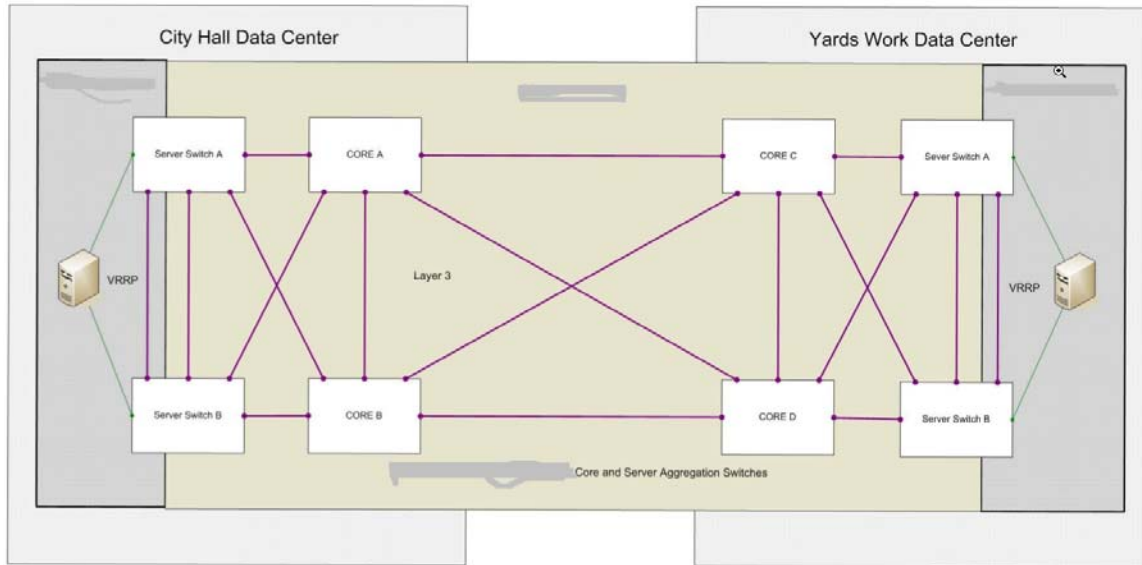 City Hall Data Center
Yards Work Data Center
Server Switch A
CORE A
CORE C
Sever Switch A
VRRP
Layer 3
VRRP
Server Switch B
CORE B
CORE D
Server Switch B
Core and Server Aggregation Switches